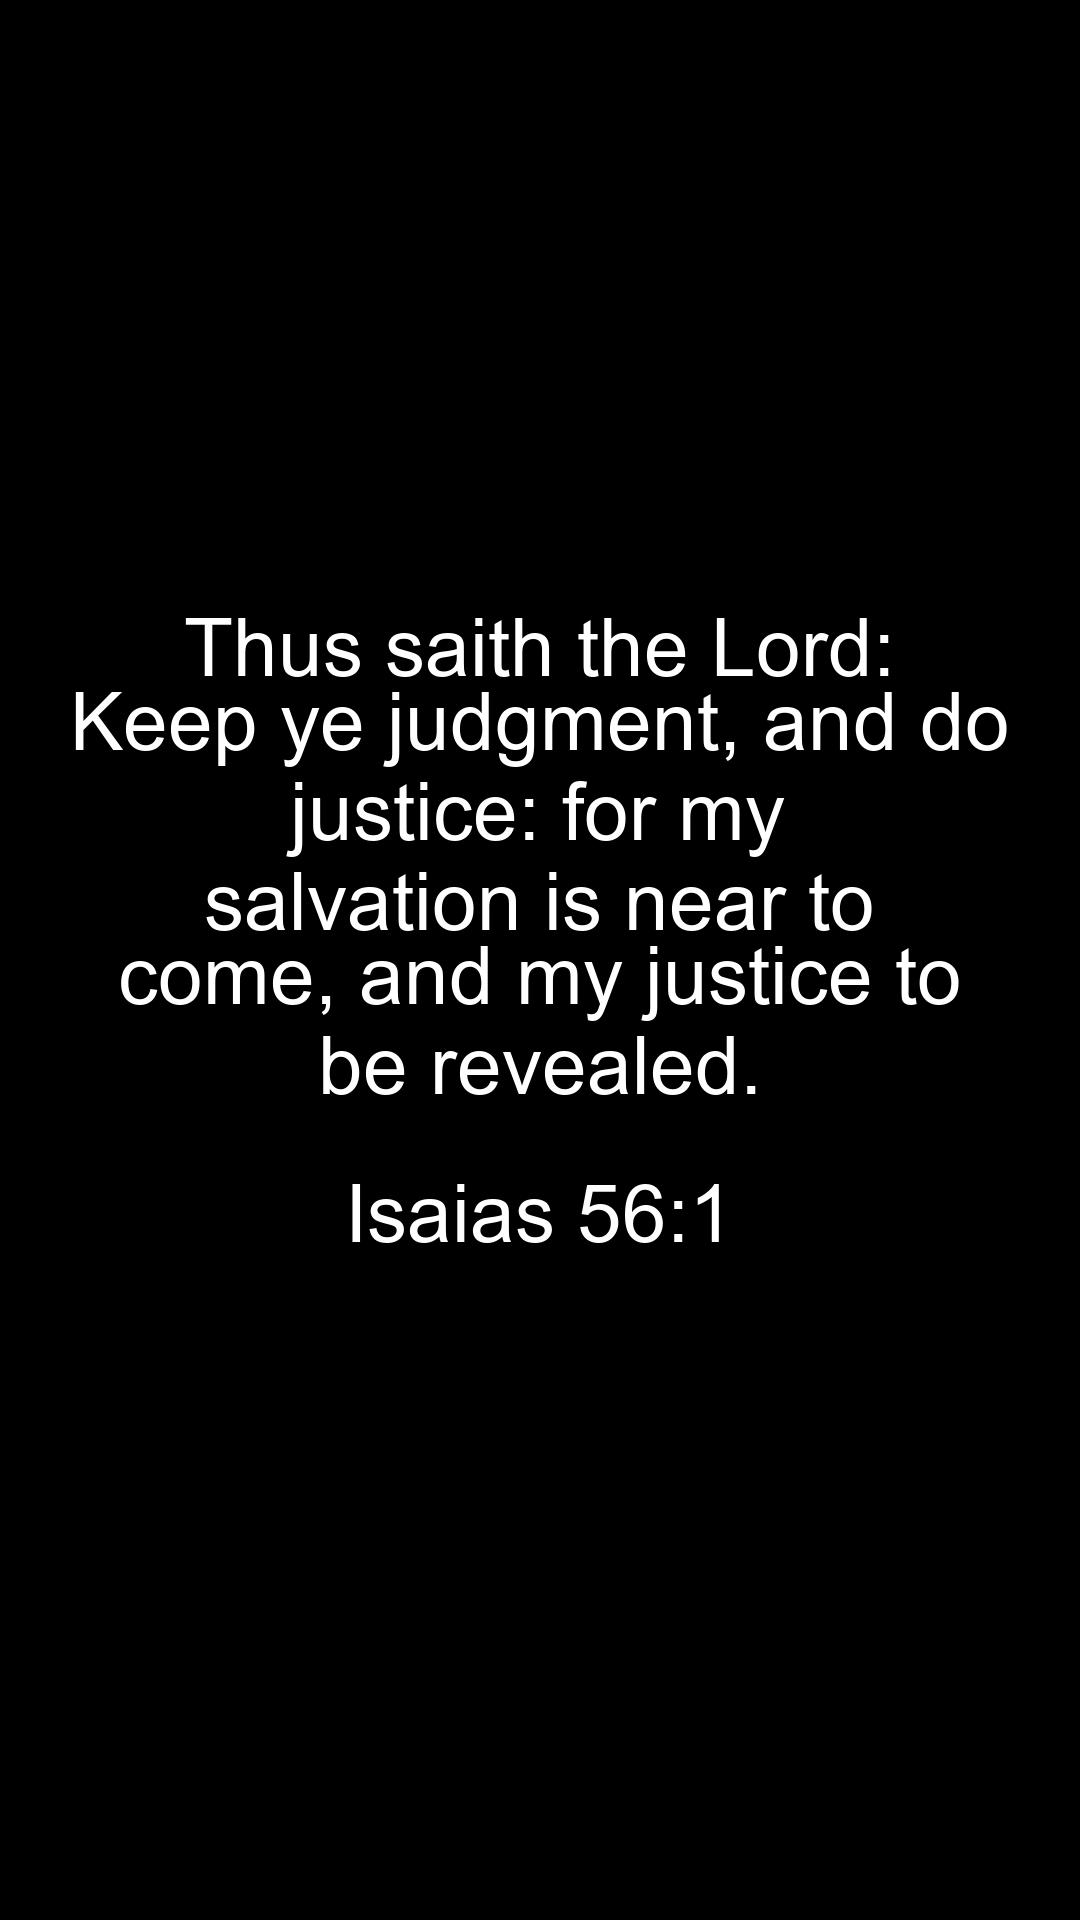 Thus saith the Lord:
Keep ye judgment, and do
justice: for my
salvation is near to
come, and my justice to
be revealed.
Isaias 56:1